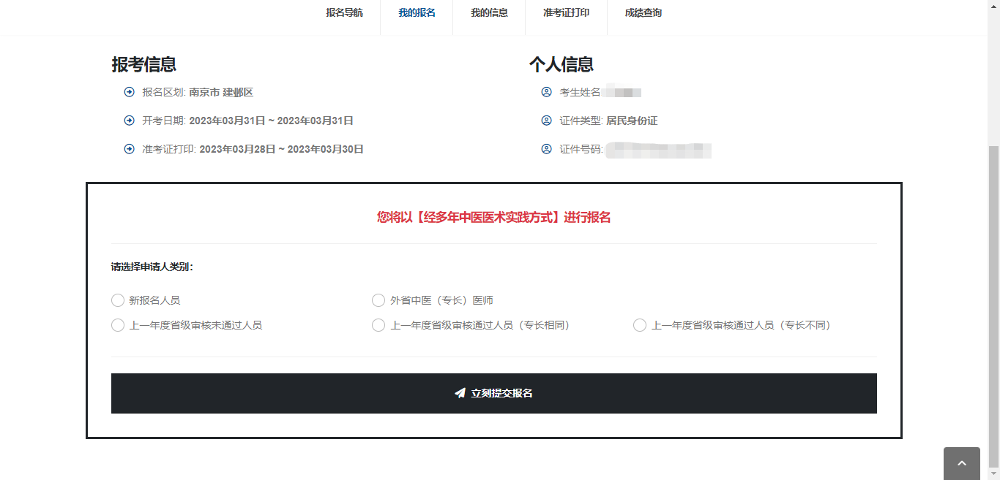 报名导航 我的报名 我的信息 准考证打印 成绩查询
报考信息
报名区划: 南京市 建邺区
开考日期: 2023年03月31日 ~ 2023年03月31日
准考证打印: 2023年03月28日 ~ 2023年03月30日
个人信息
考生姓名
证件类型: 居民身份证
证件号码:
您将以【经多年中医医术实践方式】进行报名
请选择申请人类别：
新报名人员 外省中医（专长）医师
上一年度省级审核未通过人员 上一年度省级审核通过人员（专长相同） 上一年度省级审核通过人员（专长不同）
立刻提交报名